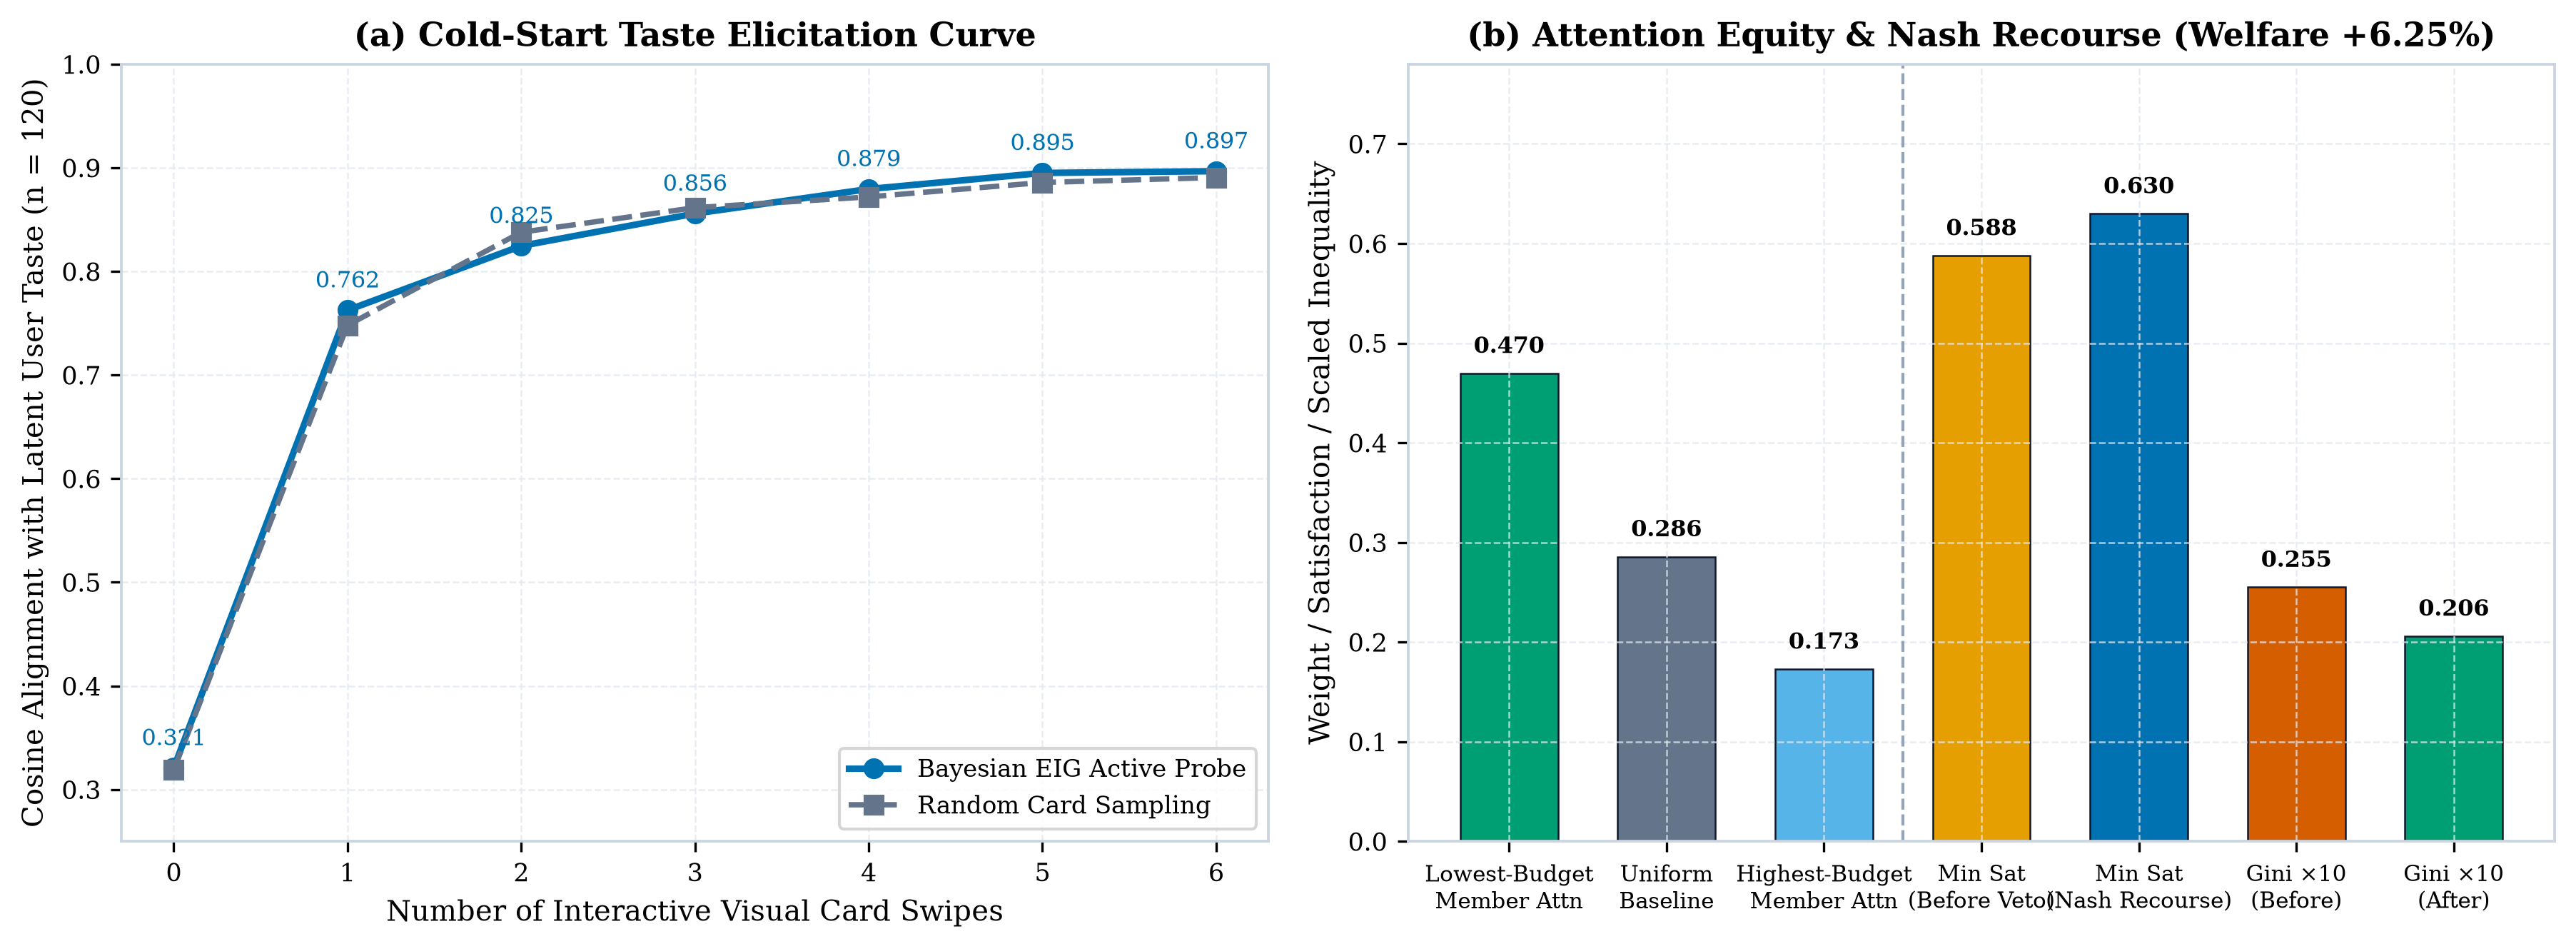 (a) Cold-Start Taste Elicitation Curve
Cosine Alignment with Latent User Taste (n = 120)
1.0
0.9
0.8
0.7
0.6
0.5
0.4
0.3
0.321
0.762
0.825
0.856
0.879
0.895
0.897
Bayesian EIG Active Probe
Random Card Sampling
0 1 2 3 4 5 6
Number of Interactive Visual Card Swipes
(b) Attention Equity & Nash Recourse (Welfare +6.25%)
Weight / Satisfaction / Scaled Inequality
0.7
0.6
0.5
0.4
0.3
0.2
0.1
0.0
0.470
0.286
0.173
0.588
0.630
0.255
0.206
Lowest-Budget
Member Attn
Uniform
Baseline
Highest-Budget
Member Attn
Min Sat
(Before Veto)
Min Sat
(Nash Recourse)
Gini ×10
(Before)
Gini ×10
(After)